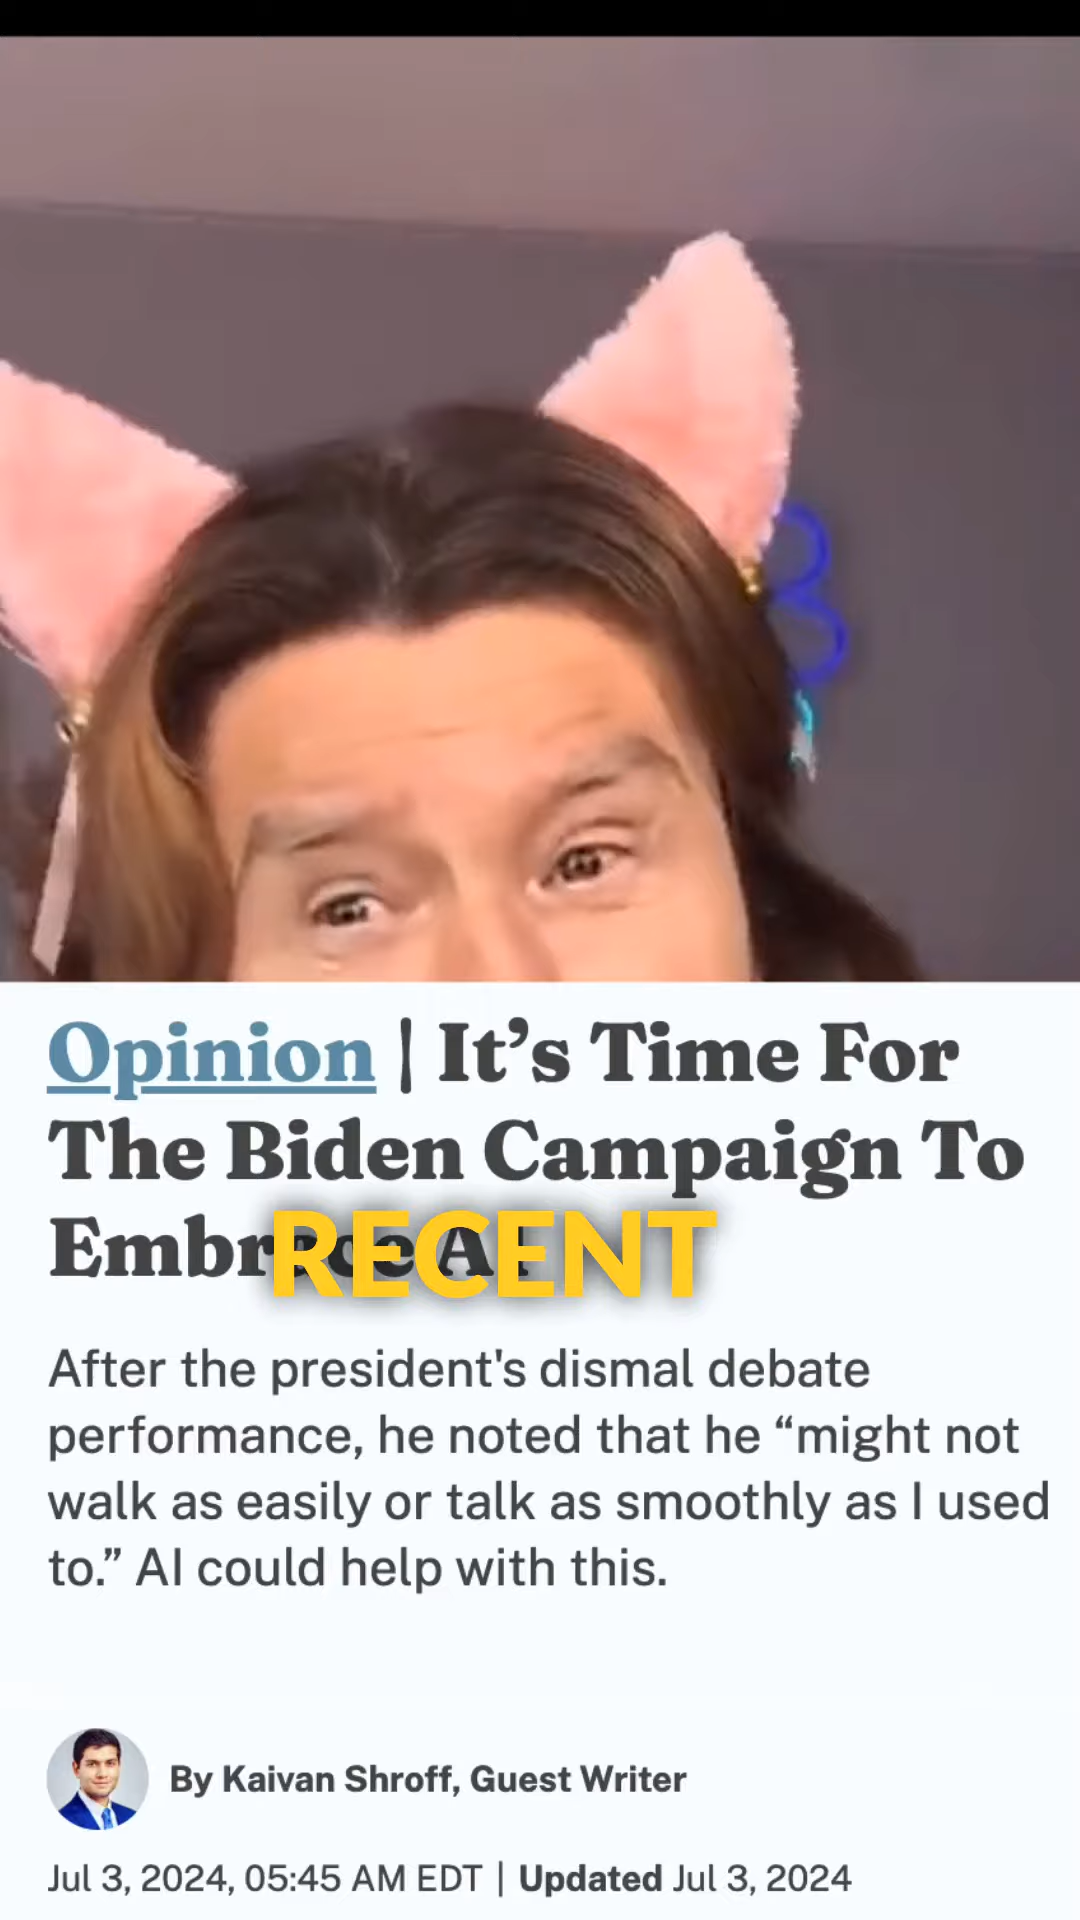 Opinion | It’s Time For
The Biden Campaign To
Embrace AI
RECENT
After the president's dismal debate
performance, he noted that he “might not
walk as easily or talk as smoothly as I used
to.” AI could help with this.
By Kaivan Shroff, Guest Writer
Jul 3, 2024, 05:45 AM EDT | Updated Jul 3, 2024